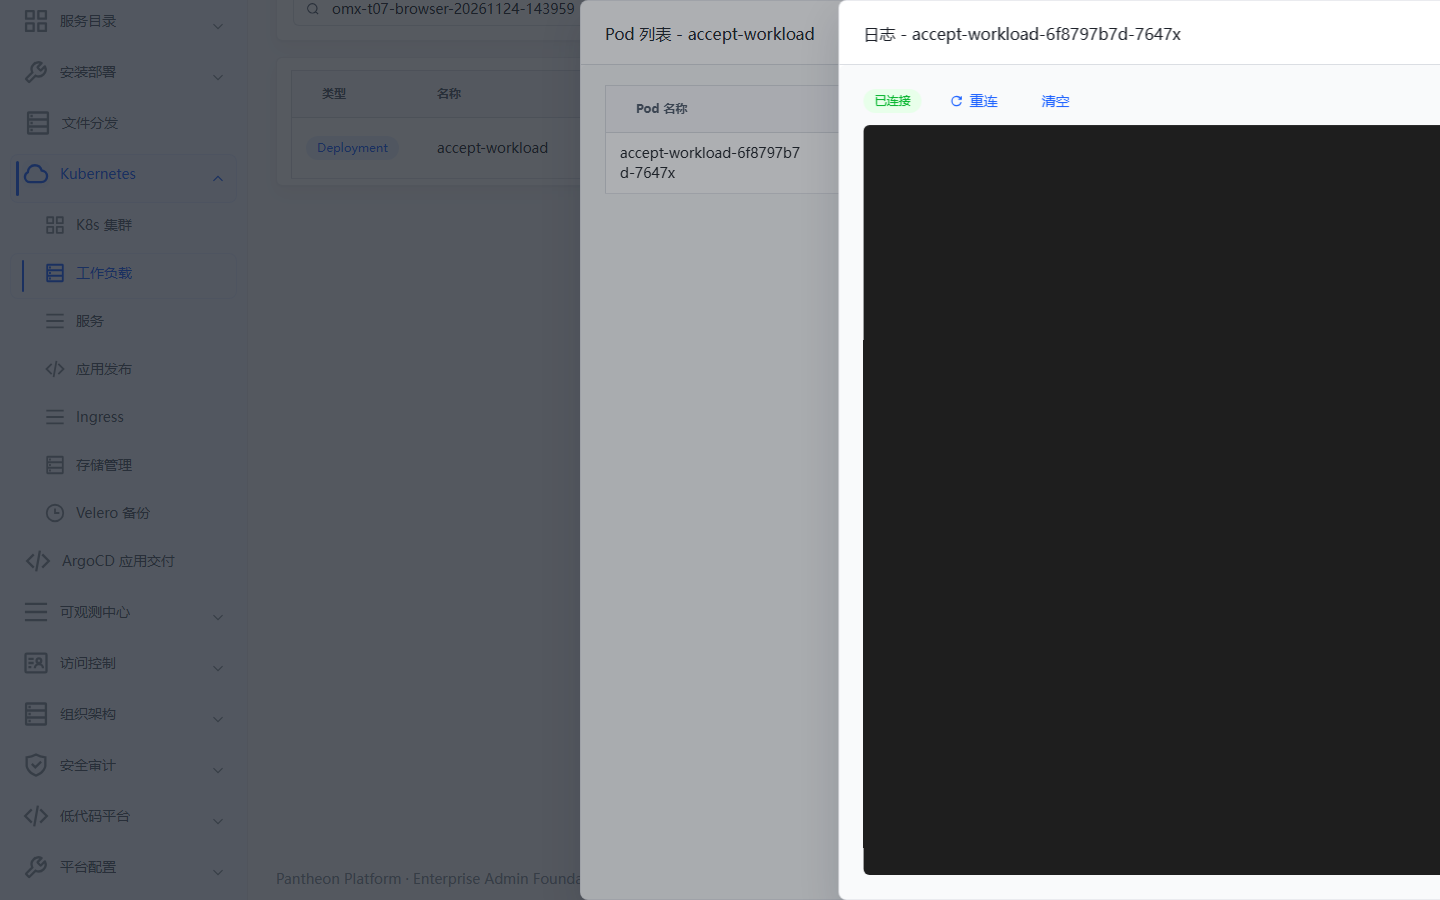 服务目录
安装部署
文件分发
Kubernetes
K8s 集群
工作负载
服务
应用发布
Ingress
存储管理
Velero 备份
ArgoCD 应用交付
可观测中心
访问控制
组织架构
安全审计
低代码平台
平台配置
omx-t07-browser-20261124-143959
类型 名称
Deployment accept-workload
Pantheon Platform · Enterprise Admin Founda
Pod 列表 - accept-workload
Pod 名称
accept-workload-6f8797b7
d-7647x
日志 - accept-workload-6f8797b7d-7647x
已连接 重连 清空